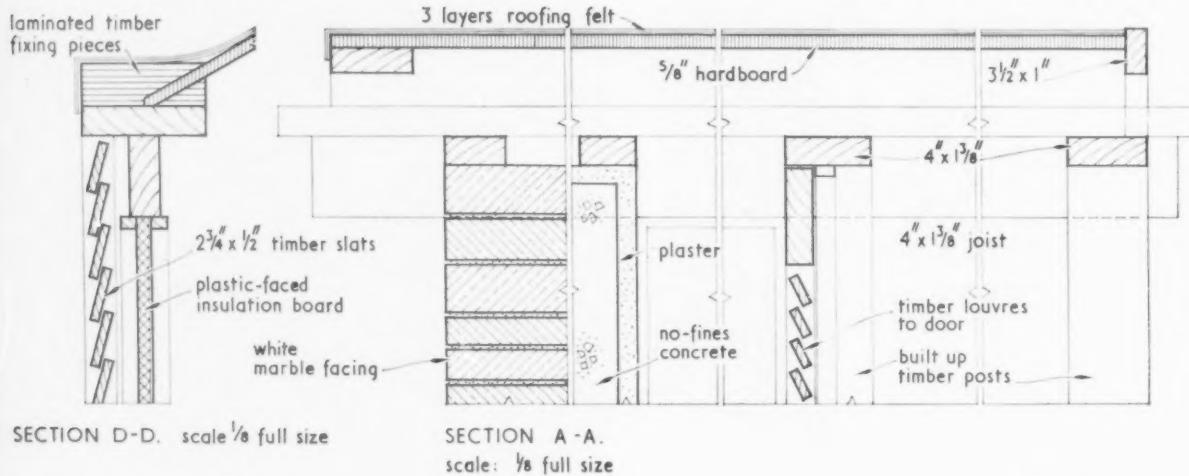 laminated timber
fixing pieces
3 layers roofing felt
5/8" hardboard
3 1/2" x 1"
4" x 1 3/8"
2 3/4" x 1/2" timber slats
plastic-faced
insulation board
4" x 1 3/8" joist
plaster
timber louvres
to door
white
marble facing
no-fines
concrete
built up
timber posts
SECTION D-D. scale 1/8 full size
SECTION A-A.
scale: 1/8 full size